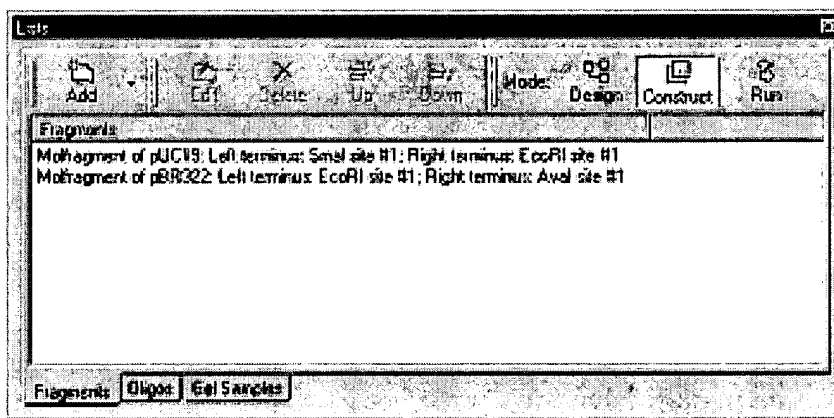 Lists
Add Edit Delete Up Down Mode: Design Construct Run
Fragments
Molfragment of pUC19: Left terminus: SmaI site #1; Right terminus: EcoRI site #1
Molfragment of pBR322: Left terminus: EcoRI site #1; Right terminus: AvaI site #1
Fragments Oligos Gel Samples